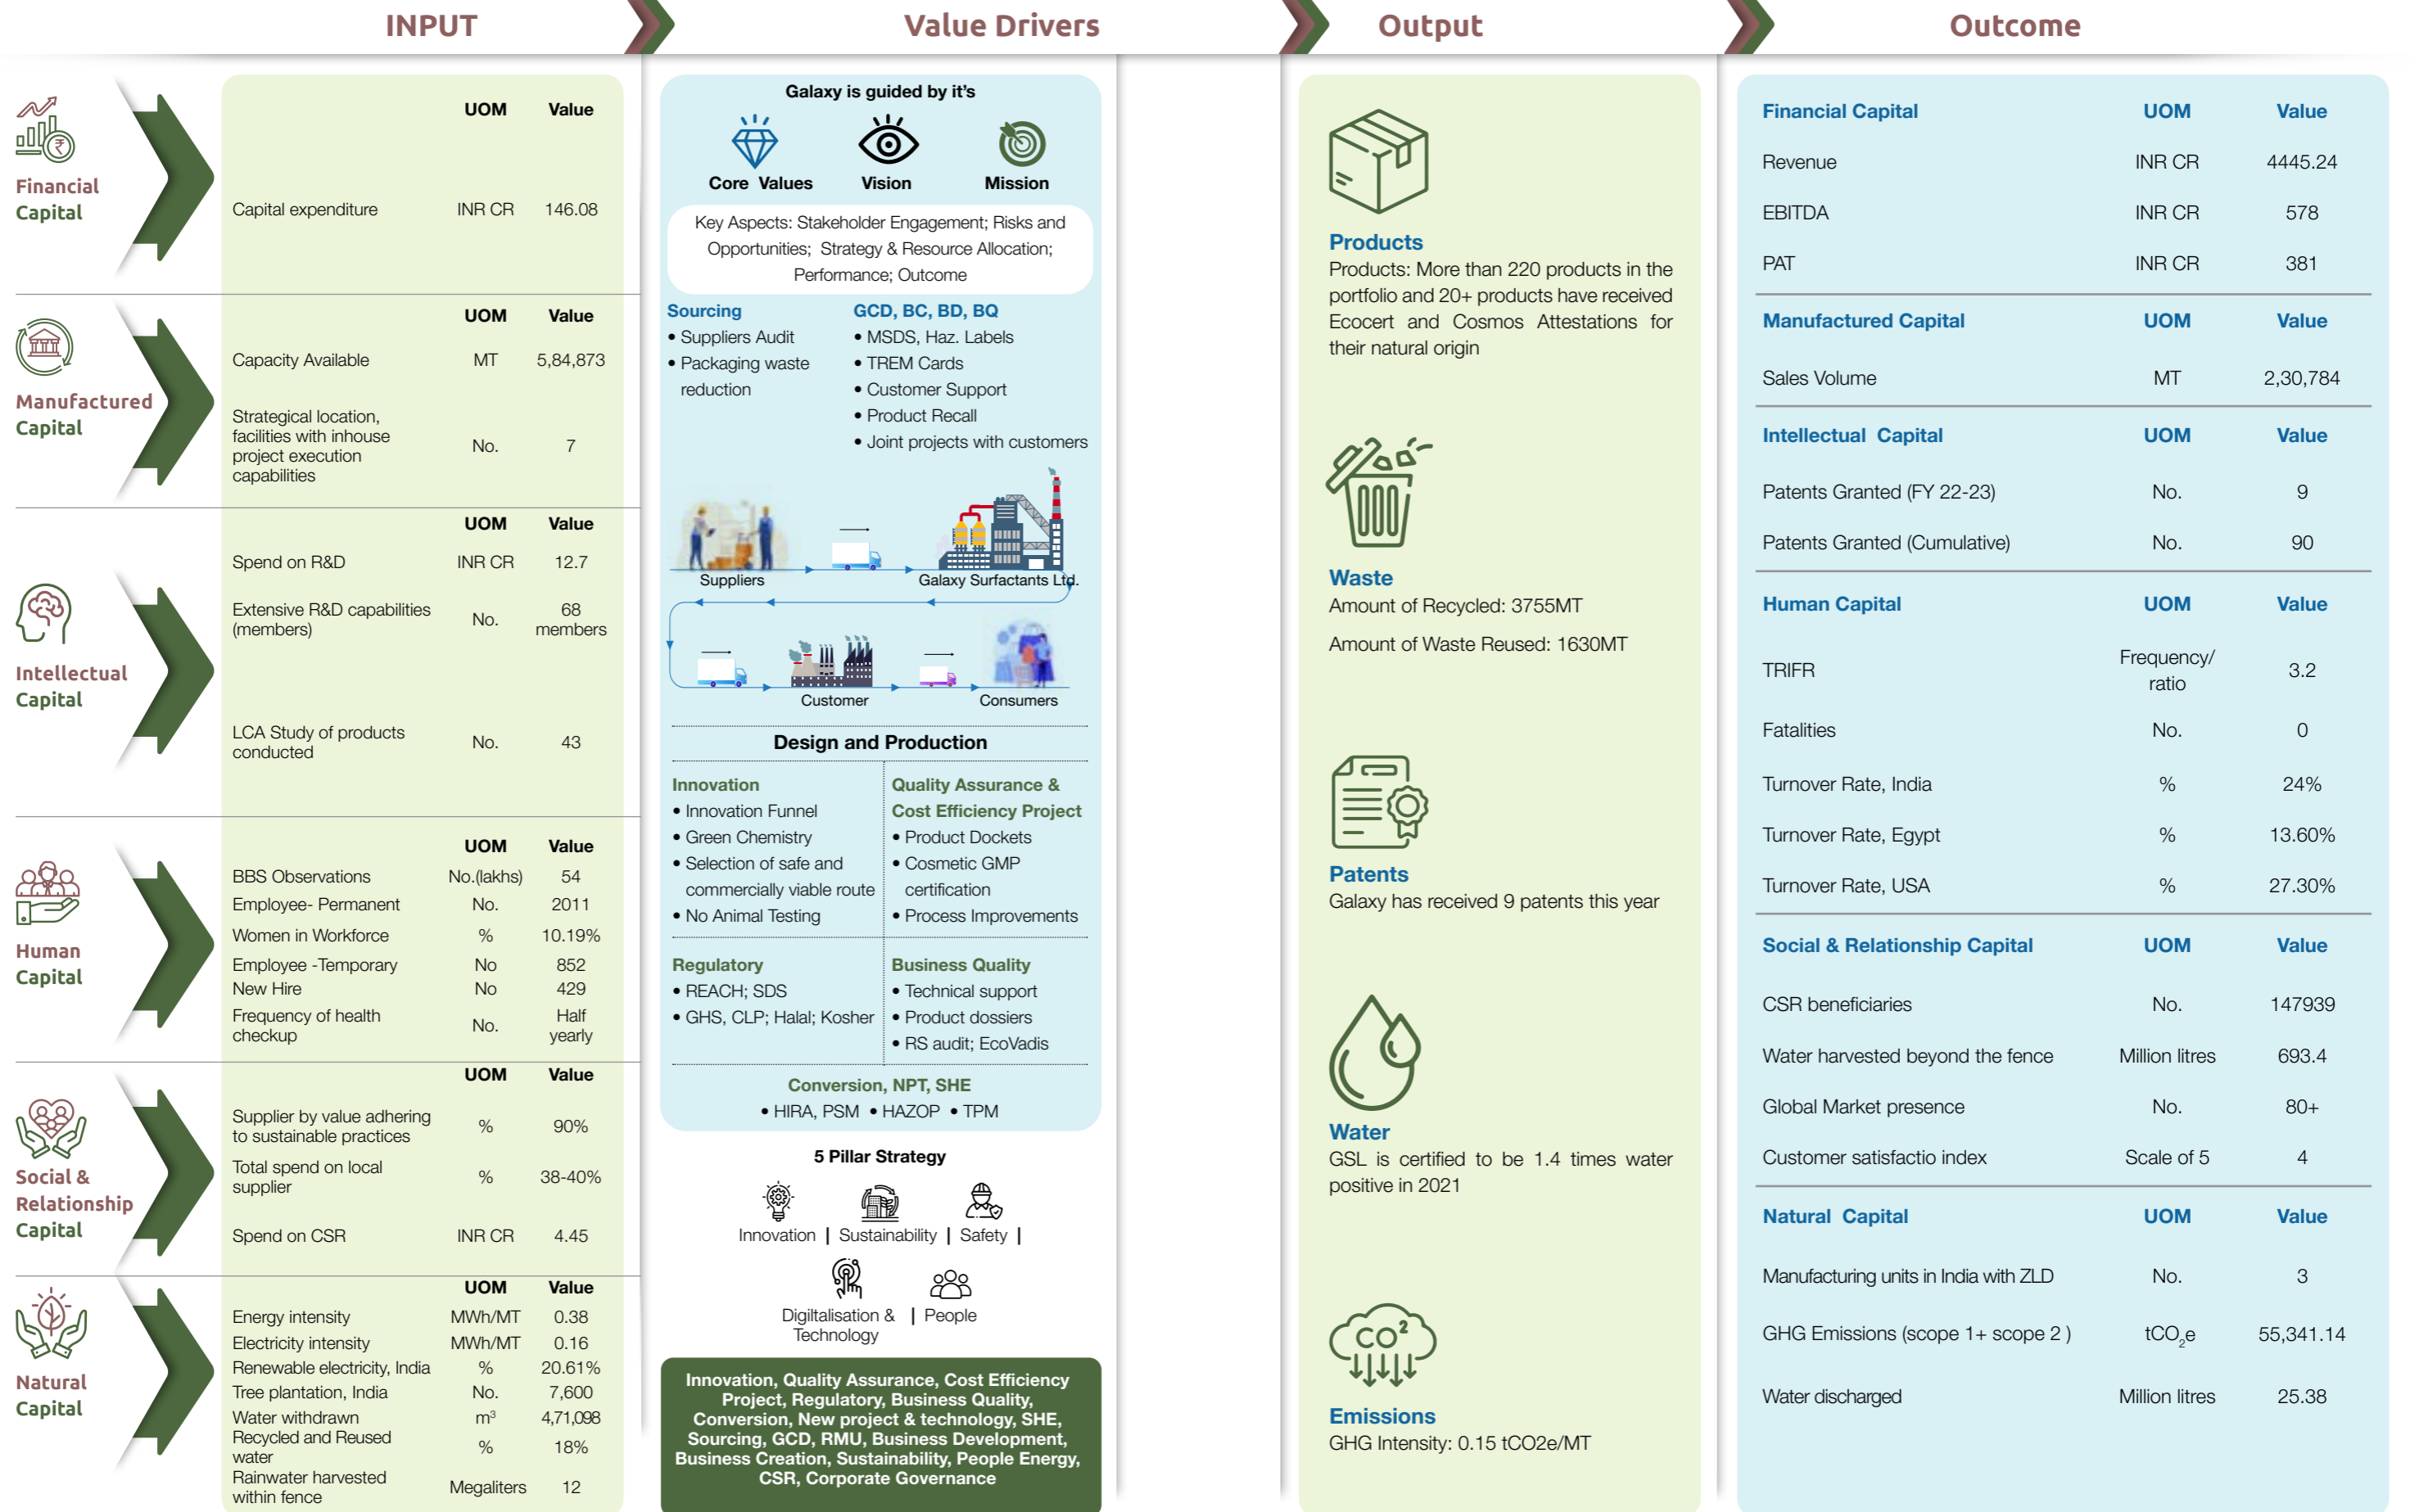 INPUT
Value Drivers
Output
Outcome
Financial
Capital
UOM Value
Capital expenditure INR CR 146.08
Manufactured
Capital
UOM Value
Capacity Available MT 5,84,873
Strategical location,
facilities with inhouse
project execution
capabilities
No. 7
Intellectual
Capital
UOM Value
Spend on R&D INR CR 12.7
Extensive R&D capabilities
(members)
No.
68
members
LCA Study of products
conducted
No. 43
Human
Capital
UOM Value
BBS Observations No.(lakhs) 54
Employee- Permanent No. 2011
Women in Workforce % 10.19%
Employee -Temporary No 852
New Hire No 429
Frequency of health
checkup
No.
Half
yearly
Social &
Relationship
Capital
UOM Value
Supplier by value adhering
to sustainable practices
% 90%
Total spend on local
supplier
% 38-40%
Spend on CSR INR CR 4.45
Natural
Capital
UOM Value
Energy intensity MWh/MT 0.38
Electricity intensity MWh/MT 0.16
Renewable electricity, India % 20.61%
Tree plantation, India No. 7,600
Water withdrawn m³ 4,71,098
Recycled and Reused
water
% 18%
Rainwater harvested
within fence
Megaliters 12
Galaxy is guided by it's
Core Values Vision Mission
Key Aspects: Stakeholder Engagement; Risks and
Opportunities; Strategy & Resource Allocation;
Performance; Outcome
Sourcing
• Suppliers Audit
• Packaging waste
reduction
GCD, BC, BD, BQ
• MSDS, Haz. Labels
• TREM Cards
• Customer Support
• Product Recall
• Joint projects with customers
Suppliers
Galaxy Surfactants Ltd.
Customer
Consumers
Design and Production
Innovation
• Innovation Funnel
• Green Chemistry
• Selection of safe and
commercially viable route
• No Animal Testing
Quality Assurance &
Cost Efficiency Project
• Product Dockets
• Cosmetic GMP
certification
• Process Improvements
Regulatory
• REACH; SDS
• GHS, CLP; Halal; Kosher
Business Quality
• Technical support
• Product dossiers
• RS audit; EcoVadis
Conversion, NPT, SHE
• HIRA, PSM • HAZOP • TPM
5 Pillar Strategy
Innovation | Sustainability | Safety |
Digiltalisation &
Technology
| People
Innovation, Quality Assurance, Cost Efficiency
Project, Regulatory, Business Quality,
Conversion, New project & technology, SHE,
Sourcing, GCD, RMU, Business Development,
Business Creation, Sustainability, People Energy,
CSR, Corporate Governance
Products
Products: More than 220 products in the
portfolio and 20+ products have received
Ecocert and Cosmos Attestations for
their natural origin
Waste
Amount of Recycled: 3755MT
Amount of Waste Reused: 1630MT
Patents
Galaxy has received 9 patents this year
Water
GSL is certified to be 1.4 times water
positive in 2021
CO²
Emissions
GHG Intensity: 0.15 tCO2e/MT
Financial Capital UOM Value
Revenue INR CR 4445.24
EBITDA INR CR 578
PAT INR CR 381
Manufactured Capital UOM Value
Sales Volume MT 2,30,784
Intellectual Capital UOM Value
Patents Granted (FY 22-23) No. 9
Patents Granted (Cumulative) No. 90
Human Capital UOM Value
TRIFR
Frequency/
ratio
3.2
Fatalities No. 0
Turnover Rate, India % 24%
Turnover Rate, Egypt % 13.60%
Turnover Rate, USA % 27.30%
Social & Relationship Capital UOM Value
CSR beneficiaries No. 147939
Water harvested beyond the fence Million litres 693.4
Global Market presence No. 80+
Customer satisfactio index Scale of 5 4
Natural Capital UOM Value
Manufacturing units in India with ZLD No. 3
GHG Emissions (scope 1+ scope 2 ) tCO₂e 55,341.14
Water discharged Million litres 25.38